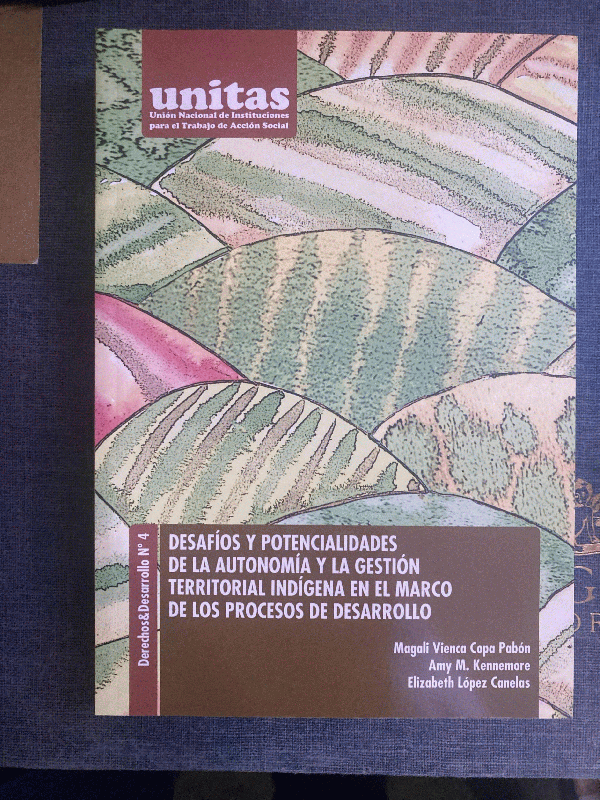 unitas
Unión Nacional de Instituciones
para el Trabajo de Acción Social
Derechos&Desarrollo N° 4
DESAFÍOS Y POTENCIALIDADES
DE LA AUTONOMÍA Y LA GESTIÓN
TERRITORIAL INDÍGENA EN EL MARCO
DE LOS PROCESOS DE DESARROLLO
Magalí Vienca Copa Pabón
Amy M. Kennemore
Elizabeth López Canelas